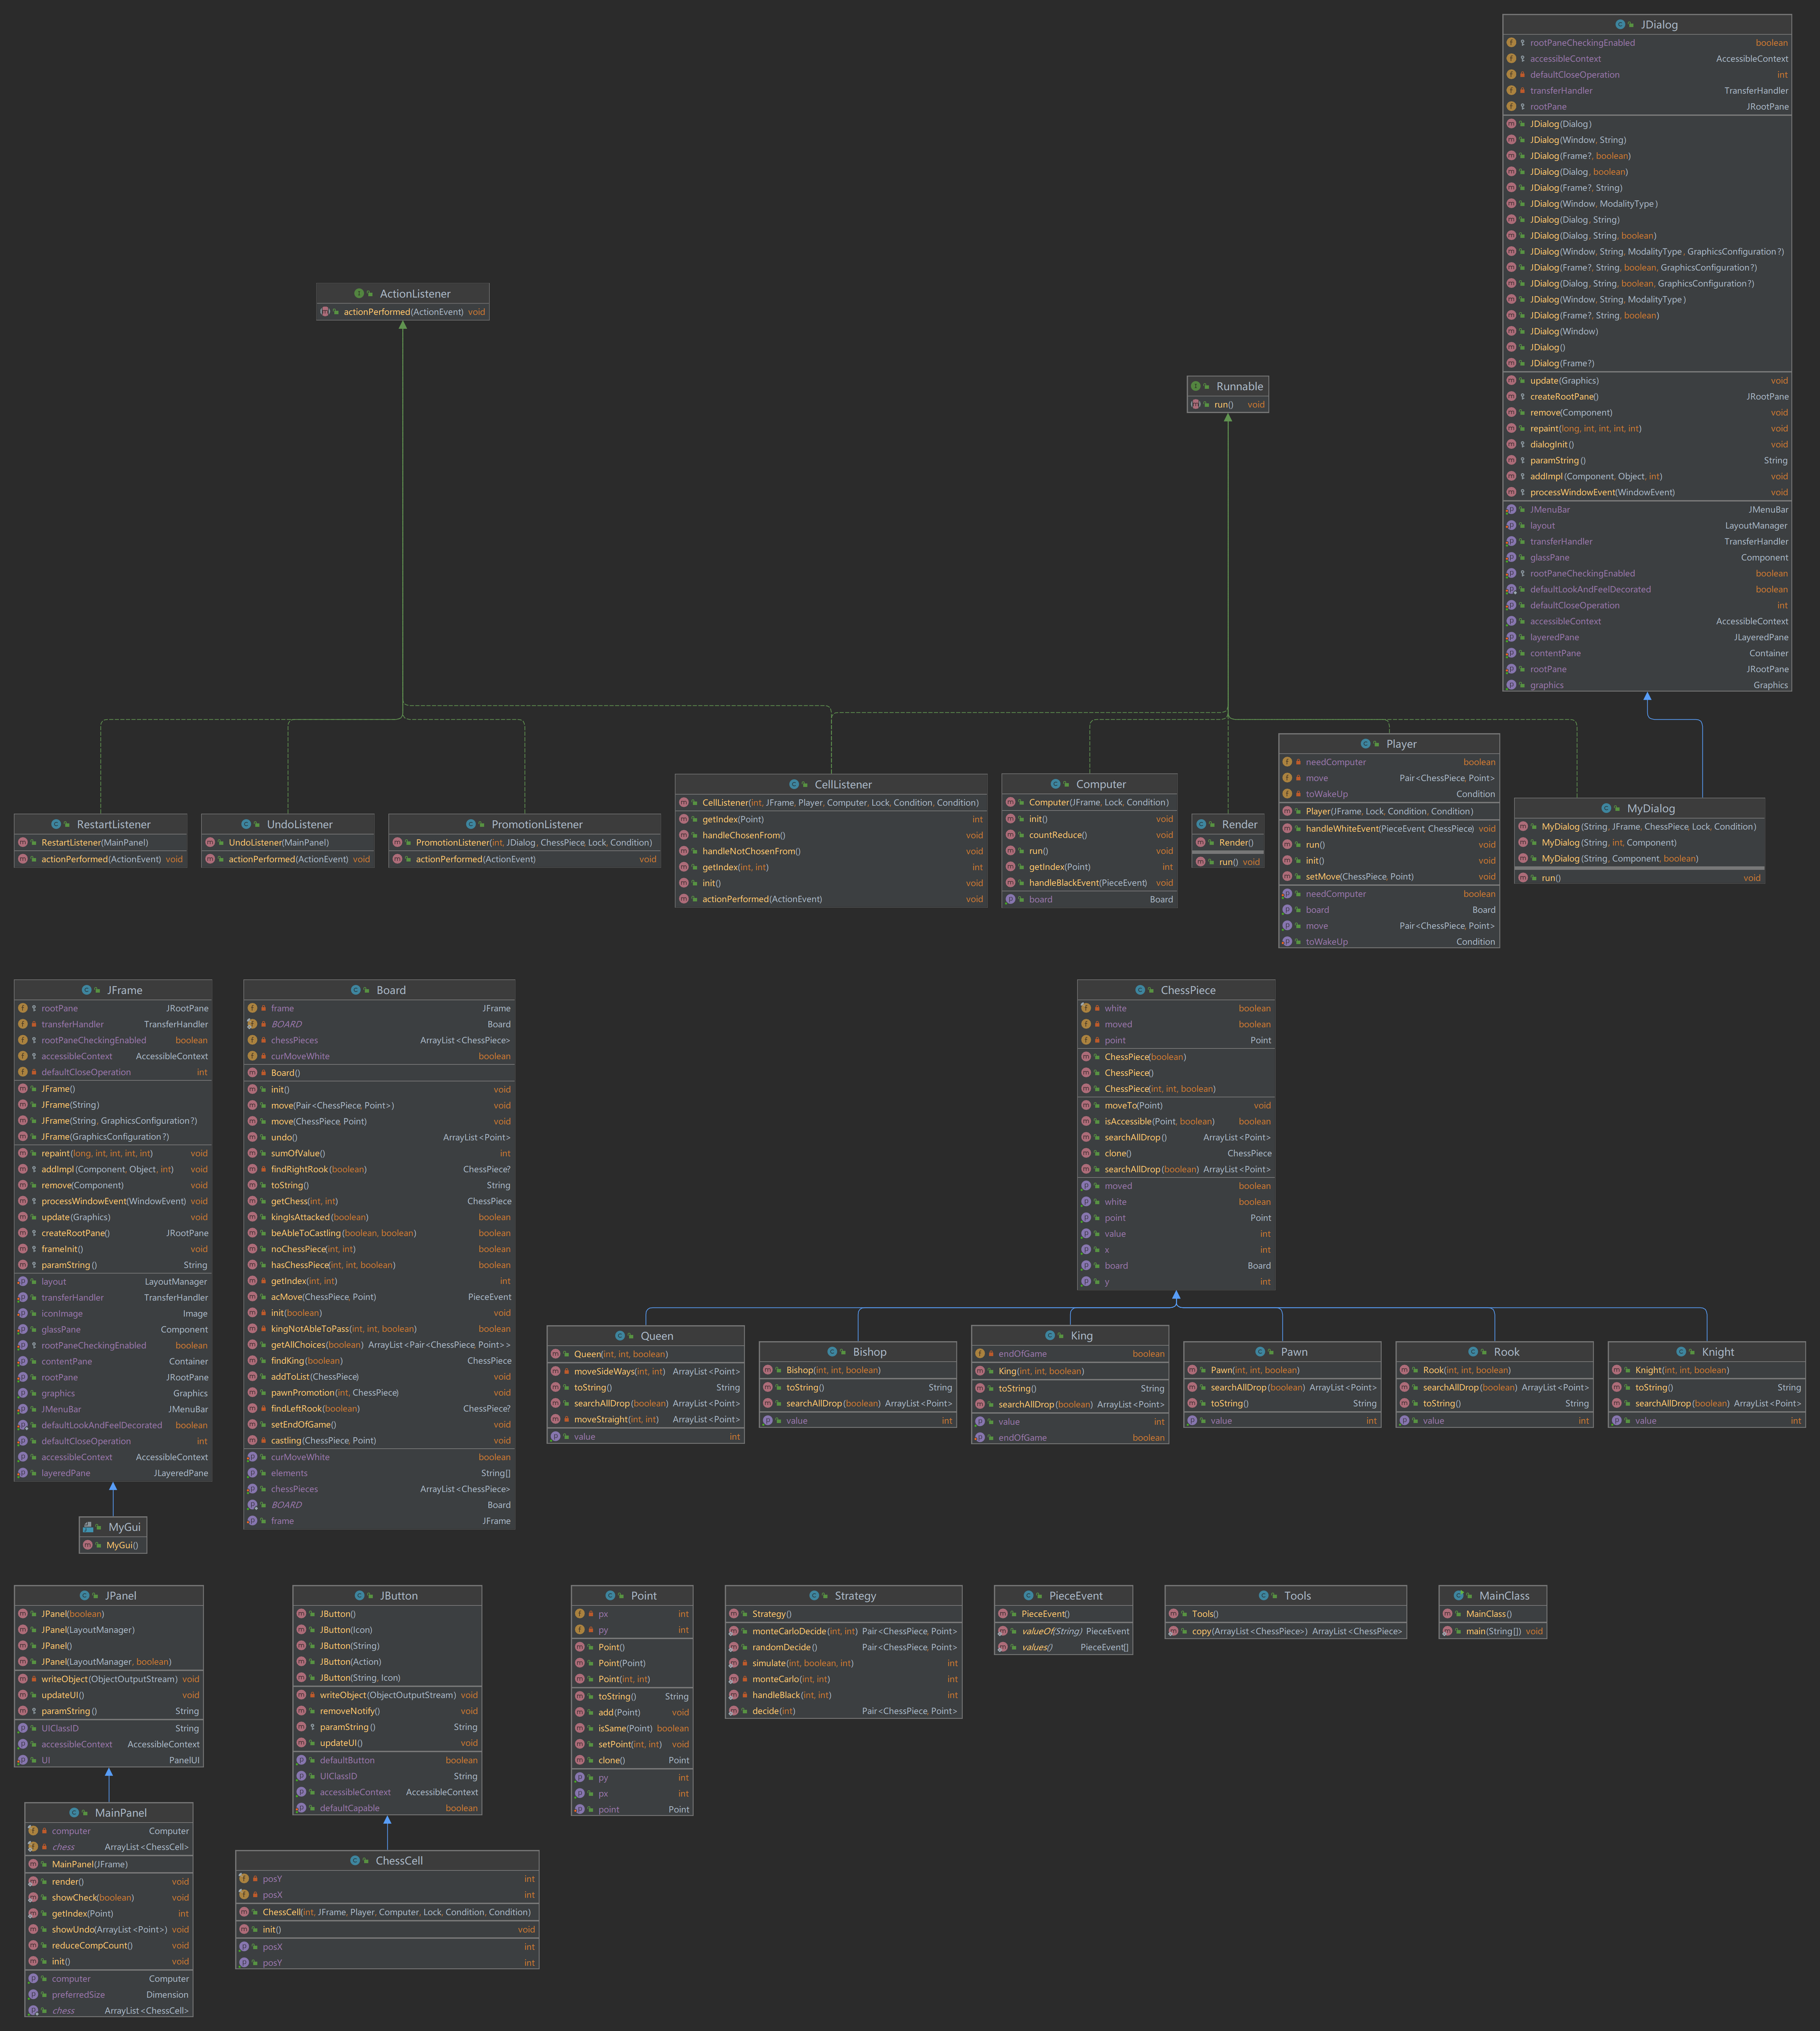 JDialog
rootPaneCheckingEnabled boolean
accessibleContext AccessibleContext
defaultCloseOperation int
transferHandler TransferHandler
rootPane JRootPane
JDialog(Dialog)
JDialog(Window, String)
JDialog(Frame?, boolean)
JDialog(Dialog, boolean)
JDialog(Frame?, String)
JDialog(Window, ModalityType)
JDialog(Dialog, String)
JDialog(Dialog, String, boolean)
JDialog(Window, String, ModalityType, GraphicsConfiguration?)
JDialog(Frame?, String, boolean, GraphicsConfiguration?)
JDialog(Dialog, String, boolean, GraphicsConfiguration?)
JDialog(Window, String, ModalityType)
JDialog(Frame?, String, boolean)
JDialog(Window)
JDialog()
JDialog(Frame?)
update(Graphics) void
createRootPane() JRootPane
remove(Component) void
repaint(long, int, int, int, int) void
dialogInit() void
paramString() String
addImpl(Component, Object, int) void
processWindowEvent(WindowEvent) void
JMenuBar JMenuBar
layout LayoutManager
transferHandler TransferHandler
glassPane Component
rootPaneCheckingEnabled boolean
defaultLookAndFeelDecorated boolean
defaultCloseOperation int
accessibleContext AccessibleContext
layeredPane JLayeredPane
contentPane Container
rootPane JRootPane
graphics Graphics
ActionListener
actionPerformed(ActionEvent) void
Runnable
run() void
RestartListener
RestartListener(MainPanel)
actionPerformed(ActionEvent) void
UndoListener
UndoListener(MainPanel)
actionPerformed(ActionEvent) void
PromotionListener
PromotionListener(int, JDialog, ChessPiece, Lock, Condition)
actionPerformed(ActionEvent) void
CellListener
CellListener(int, JFrame, Player, Computer, Lock, Condition, Condition)
getIndex(Point) int
handleChosenFrom() void
handleNotChosenFrom() void
getIndex(int, int) int
init() void
actionPerformed(ActionEvent) void
Computer
Computer(JFrame, Lock, Condition)
init() void
countReduce() void
run() void
getIndex(Point) int
handleBlackEvent(PieceEvent) void
board Board
Render
Render()
run() void
Player
needComputer boolean
move Pair<ChessPiece, Point>
toWakeUp Condition
Player(JFrame, Lock, Condition, Condition)
handleWhiteEvent(PieceEvent, ChessPiece) void
run() void
init() void
setMove(ChessPiece, Point) void
needComputer boolean
board Board
move Pair<ChessPiece, Point>
toWakeUp Condition
MyDialog
MyDialog(String, JFrame, ChessPiece, Lock, Condition)
MyDialog(String, int, Component)
MyDialog(String, Component, boolean)
run() void
JFrame
rootPane JRootPane
transferHandler TransferHandler
rootPaneCheckingEnabled boolean
accessibleContext AccessibleContext
defaultCloseOperation int
JFrame()
JFrame(String)
JFrame(String, GraphicsConfiguration?)
JFrame(GraphicsConfiguration?)
repaint(long, int, int, int, int) void
addImpl(Component, Object, int) void
remove(Component) void
processWindowEvent(WindowEvent) void
update(Graphics) void
createRootPane() JRootPane
frameInit() void
paramString() String
layout LayoutManager
transferHandler TransferHandler
iconImage Image
glassPane Component
rootPaneCheckingEnabled boolean
contentPane Container
rootPane JRootPane
graphics Graphics
JMenuBar JMenuBar
defaultLookAndFeelDecorated boolean
defaultCloseOperation int
accessibleContext AccessibleContext
layeredPane JLayeredPane
MyGui
MyGui()
Board
frame JFrame
BOARD Board
chessPieces ArrayList<ChessPiece>
curMoveWhite boolean
Board()
init() void
move(Pair<ChessPiece, Point>) void
move(ChessPiece, Point) void
undo() ArrayList<Point>
sumOfValue() int
findRightRook(boolean) ChessPiece?
toString() String
getChess(int, int) ChessPiece
kingIsAttacked(boolean) boolean
beAbleToCastling(boolean, boolean) boolean
noChessPiece(int, int) boolean
hasChessPiece(int, int, boolean) boolean
getIndex(int, int) int
acMove(ChessPiece, Point) PieceEvent
init(boolean) void
kingNotAbleToPass(int, int, boolean) boolean
getAllChoices(boolean) ArrayList<Pair<ChessPiece, Point>>
findKing(boolean) ChessPiece
addToList(ChessPiece) void
pawnPromotion(int, ChessPiece) void
findLeftRook(boolean) ChessPiece?
setEndOfGame() void
castling(ChessPiece, Point) void
curMoveWhite boolean
elements String[]
chessPieces ArrayList<ChessPiece>
BOARD Board
frame JFrame
ChessPiece
white boolean
moved boolean
point Point
ChessPiece(boolean)
ChessPiece()
ChessPiece(int, int, boolean)
moveTo(Point) void
isAccessible(Point, boolean) boolean
searchAllDrop() ArrayList<Point>
clone() ChessPiece
searchAllDrop(boolean) ArrayList<Point>
moved boolean
white boolean
point Point
value int
x int
board Board
y int
Queen
Queen(int, int, boolean)
moveSideWays(int, int) ArrayList<Point>
toString() String
searchAllDrop(boolean) ArrayList<Point>
moveStraight(int, int) ArrayList<Point>
value int
Bishop
Bishop(int, int, boolean)
toString() String
searchAllDrop(boolean) ArrayList<Point>
value int
King
endOfGame boolean
King(int, int, boolean)
toString() String
searchAllDrop(boolean) ArrayList<Point>
value int
endOfGame boolean
Pawn
Pawn(int, int, boolean)
searchAllDrop(boolean) ArrayList<Point>
toString() String
value int
Rook
Rook(int, int, boolean)
searchAllDrop(boolean) ArrayList<Point>
toString() String
value int
Knight
Knight(int, int, boolean)
toString() String
searchAllDrop(boolean) ArrayList<Point>
value int
JPanel
JPanel(boolean)
JPanel(LayoutManager)
JPanel()
JPanel(LayoutManager, boolean)
writeObject(ObjectOutputStream) void
updateUI() void
paramString() String
UIClassID String
accessibleContext AccessibleContext
UI PanelUI
MainPanel
computer Computer
chess ArrayList<ChessCell>
MainPanel(JFrame)
render() void
showCheck(boolean) void
getIndex(Point) int
showUndo(ArrayList<Point>) void
reduceCompCount() void
init() void
computer Computer
preferredSize Dimension
chess ArrayList<ChessCell>
JButton
JButton()
JButton(Icon)
JButton(String)
JButton(Action)
JButton(String, Icon)
writeObject(ObjectOutputStream) void
removeNotify() void
paramString() String
updateUI() void
defaultButton boolean
UIClassID String
accessibleContext AccessibleContext
defaultCapable boolean
ChessCell
posY int
posX int
ChessCell(int, JFrame, Player, Computer, Lock, Condition, Condition)
init() void
posX int
posY int
Point
px int
py int
Point()
Point(Point)
Point(int, int)
toString() String
add(Point) void
isSame(Point) boolean
setPoint(int, int) void
clone() Point
py int
px int
point Point
Strategy
Strategy()
monteCarloDecide(int, int) Pair<ChessPiece, Point>
randomDecide() Pair<ChessPiece, Point>
simulate(int, boolean, int) int
monteCarlo(int, int) int
handleBlack(int, int) int
decide(int) Pair<ChessPiece, Point>
PieceEvent
PieceEvent()
valueOf(String) PieceEvent
values() PieceEvent[]
Tools
Tools()
copy(ArrayList<ChessPiece>) ArrayList<ChessPiece>
MainClass
MainClass()
main(String[]) void